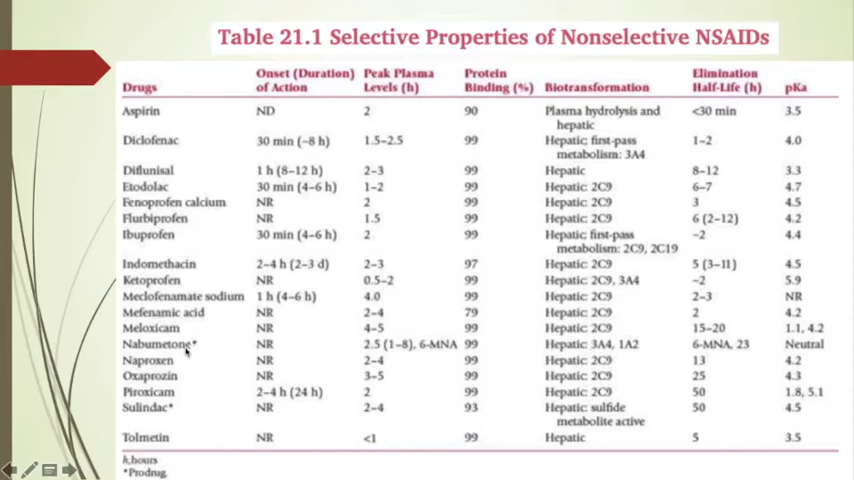 Table 21.1 Selective Properties of Nonselective NSAIDs
Drugs Onset (Duration) of Action Peak Plasma Levels (h) Protein Binding (%) Biotransformation Elimination Half-Life (h) pKa
Aspirin ND 2 90 Plasma hydrolysis and hepatic <30 min 3.5
Diclofenac 30 min (~8 h) 1.5–2.5 99 Hepatic; first-pass metabolism: 3A4 1–2 4.0
Diflunisal 1 h (8–12 h) 2–3 99 Hepatic 8–12 3.3
Etodolac 30 min (4–6 h) 1–2 99 Hepatic: 2C9 6–7 4.7
Fenoprofen calcium NR 2 99 Hepatic: 2C9 3 4.5
Flurbiprofen NR 1.5 99 Hepatic: 2C9 6 (2–12) 4.2
Ibuprofen 30 min (4–6 h) 2 99 Hepatic; first-pass metabolism: 2C9, 2C19 ~2 4.4
Indomethacin 2–4 h (2–3 d) 2–3 97 Hepatic: 2C9 5 (3–11) 4.5
Ketoprofen NR 0.5–2 99 Hepatic: 2C9, 3A4 ~2 5.9
Meclofenamate sodium 1 h (4–6 h) 4.0 99 Hepatic: 2C9 2–3 NR
Mefenamic acid NR 2–4 79 Hepatic: 2C9 2 4.2
Meloxicam NR 4–5 99 Hepatic: 2C9 15–20 1.1, 4.2
Nabumetone* NR 2.5 (1–8), 6-MNA 99 Hepatic: 3A4, 1A2 6-MNA, 23 Neutral
Naproxen NR 2–4 99 Hepatic: 2C9 13 4.2
Oxaprozin NR 3–5 99 Hepatic: 2C9 25 4.3
Piroxicam 2–4 h (24 h) 2 99 Hepatic: 2C9 50 1.8, 5.1
Sulindac* NR 2–4 93 Hepatic: sulfide metabolite active 50 4.5
Tolmetin NR <1 99 Hepatic 5 3.5
h, hours
*Prodrug.